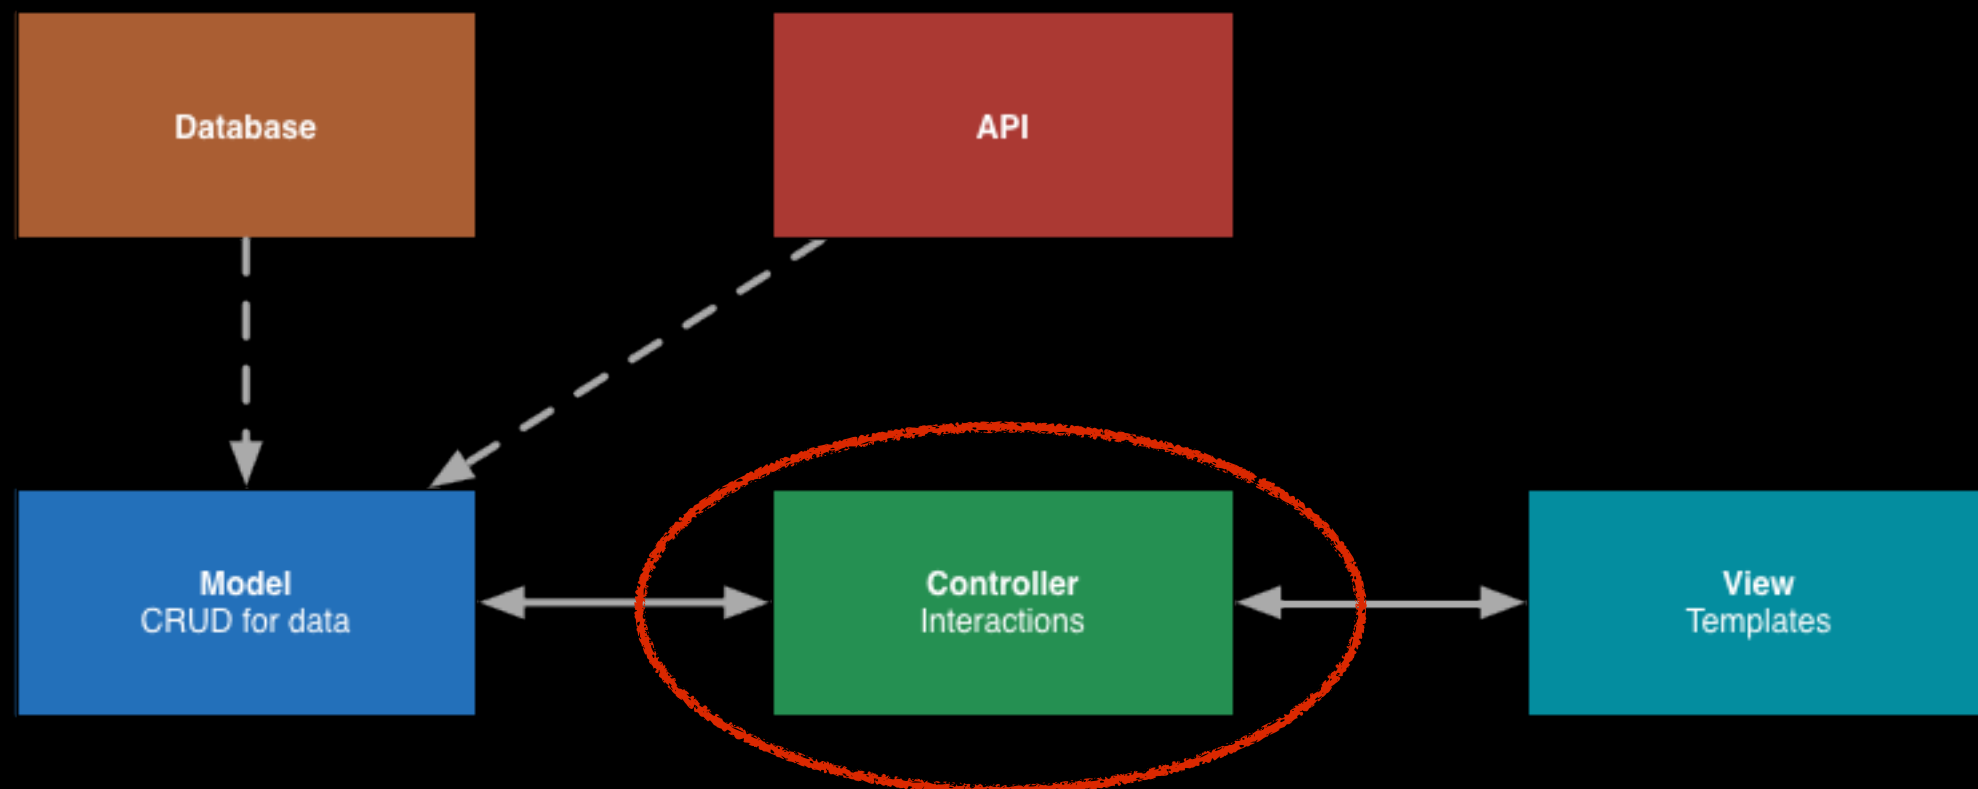 Database
API
Model
CRUD for data
Controller
Interactions
View
Templates